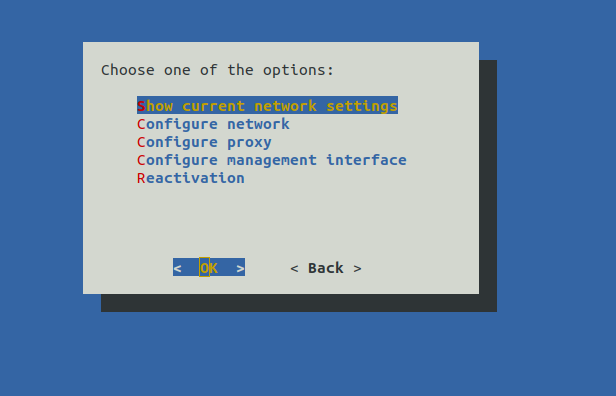 Choose one of the options:
Show current network settings
Configure network
Configure proxy
Configure management interface
Reactivation
< OK > < Back >